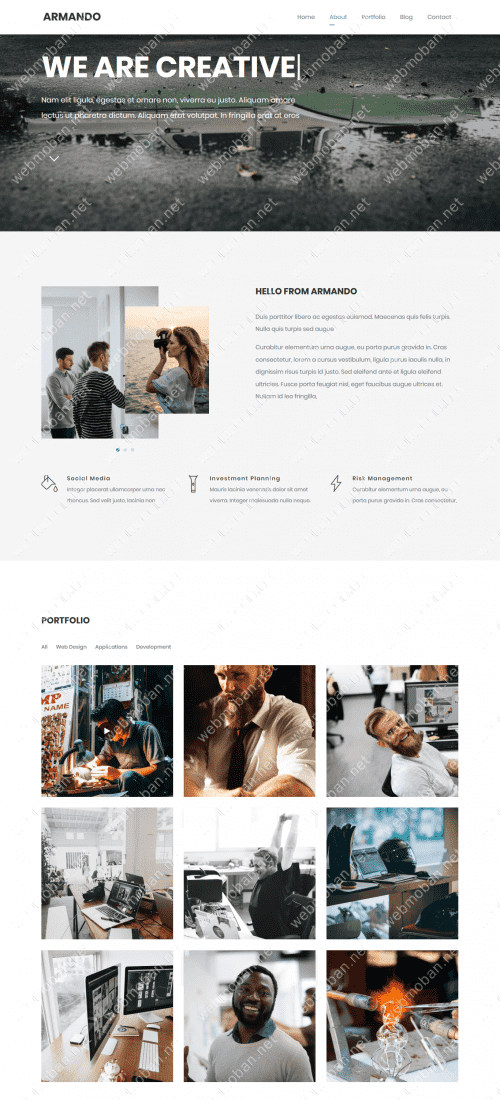 ARMANDO
Home About Portfolio Blog Contact
WE ARE CREATIVE|
Nam elit ligula, egestas et ornare non, viverra eu justo. Aliquam ornare
lectus ut pharetra dictum. Aliquam erat volutpat. In fringilla erat at eros
HELLO FROM ARMANDO
Duis porttitor libero ac egestas euismod. Maecenas quis felis turpis.
Nulla quis turpis sed augue
Curabitur elementum urna augue, eu porta purus gravida in. Cras
consectetur, lorem a cursus vestibulum, ligula purus iaculis nulla, in
dignissim risus turpis id justo. Sed eleifend ante et ligula eleifend
ultricies. Fusce porta feugiat nisl, eget faucibus augue ultrices et.
Nullam id leo fringilla,
Social Media
Integer placerat ullamcorper urna nec
rhoncus. Sed velit justo, lacinia non
Investment Planning
Mauris lacinia venenatis dolor sit amet
viverra. Integer malesuada nulla neque.
Risk Management
Curabitur elementum urna augue, eu
porta purus gravida in. Cras consectetur,
PORTFOLIO
All Web Design Applications Development
MP
NAME
webmoban.net